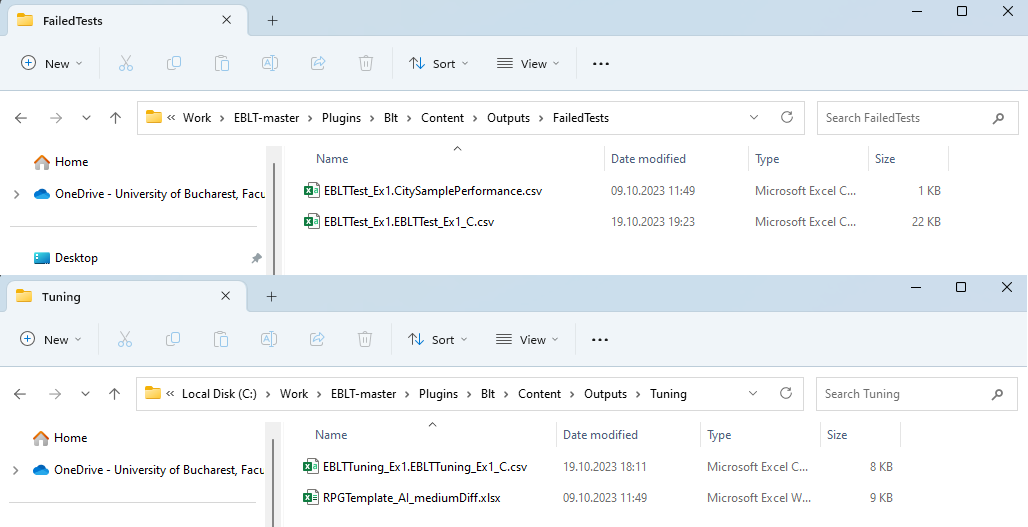 FailedTests
New Sort View
Work EBLT-master Plugins Blt Content Outputs FailedTests Search FailedTests
Name Date modified Type Size
Home
EBLTTest_Ex1.CitySamplePerformance.csv 09.10.2023 11:49 Microsoft Excel C... 1 KB
OneDrive - University of Bucharest, Facu
EBLTTest_Ex1.EBLTTest_Ex1_C.csv 19.10.2023 19:23 Microsoft Excel C... 22 KB
Desktop
Tuning
New Sort View
Local Disk (C:) Work EBLT-master Plugins Blt Content Outputs Tuning Search Tuning
Name Date modified Type Size
Home
EBLTTuning_Ex1.EBLTTuning_Ex1_C.csv 19.10.2023 18:11 Microsoft Excel C... 8 KB
OneDrive - University of Bucharest, Facu
RPGTemplate_AI_mediumDiff.xlsx 09.10.2023 11:49 Microsoft Excel W... 9 KB